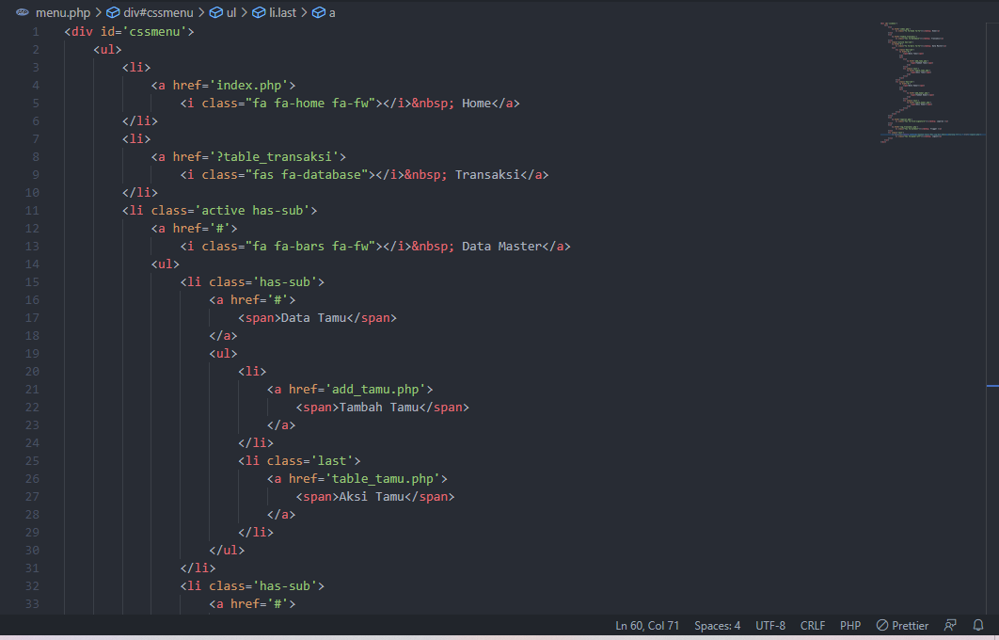 menu.php > div#cssmenu > ul > li.last > a
1 <div id='cssmenu'>
2 <ul>
3 <li>
4 <a href='index.php'>
5 <i class="fa fa-home fa-fw"></i>&nbsp; Home</a>
6 </li>
7 <li>
8 <a href='?table_transaksi'>
9 <i class="fas fa-database"></i>&nbsp; Transaksi</a>
10 </li>
11 <li class='active has-sub'>
12 <a href='#'>
13 <i class="fa fa-bars fa-fw"></i>&nbsp; Data Master</a>
14 <ul>
15 <li class='has-sub'>
16 <a href='#'>
17 <span>Data Tamu</span>
18 </a>
19 <ul>
20 <li>
21 <a href='add_tamu.php'>
22 <span>Tambah Tamu</span>
23 </a>
24 </li>
25 <li class='last'>
26 <a href='table_tamu.php'>
27 <span>Aksi Tamu</span>
28 </a>
29 </li>
30 </ul>
31 </li>
32 <li class='has-sub'>
33 <a href='#'>
Ln 60, Col 71 Spaces: 4 UTF-8 CRLF PHP Prettier